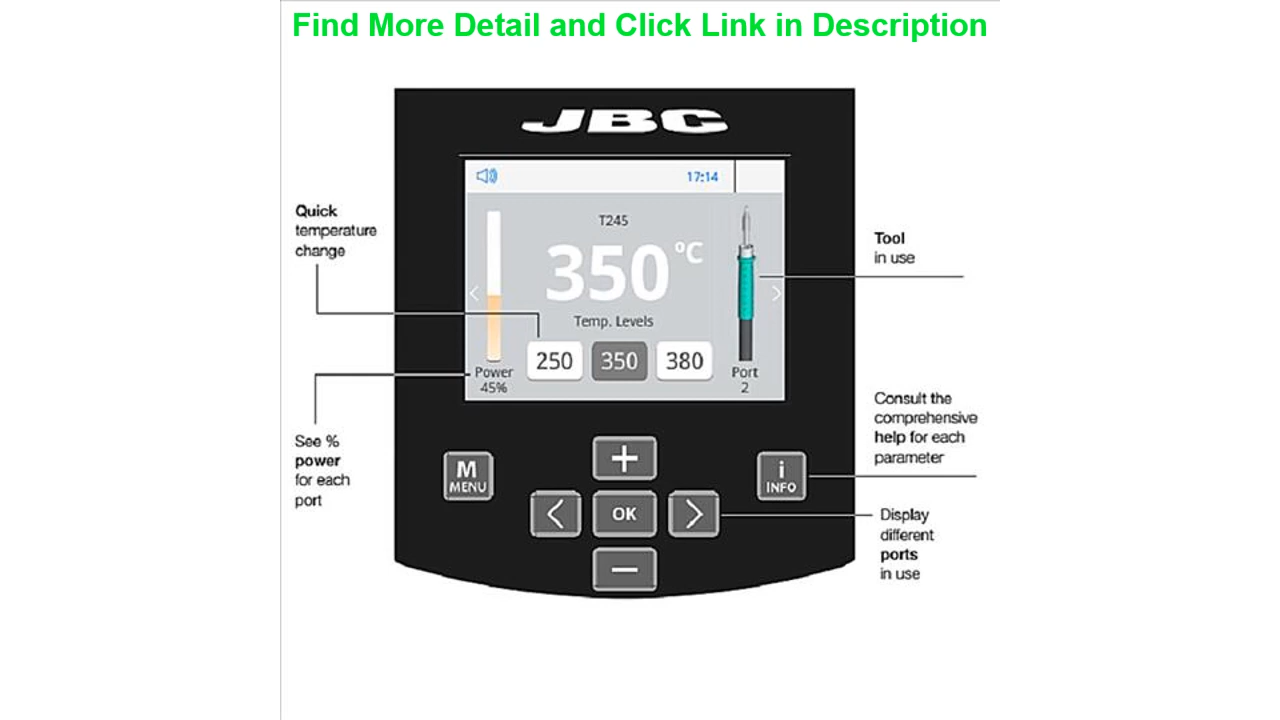 Find More Detail and Click Link in Description
JBC
17:14
Quick
temperature
change
T245
350 ºC
Temp. Levels
250 350 380
Power
45%
Port
2
Tool
in use
See %
power
for each
port
Consult the
comprehensive
help for each
parameter
M
MENU
+
i
INFO
< OK >
−
Display
different
ports
in use